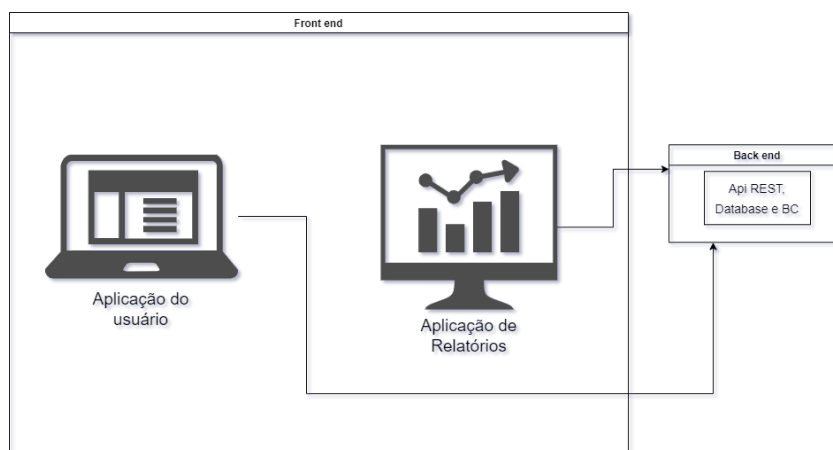 Front end
Aplicação do
usuário
Aplicação de
Relatórios
Back end
Api REST,
Database e BC